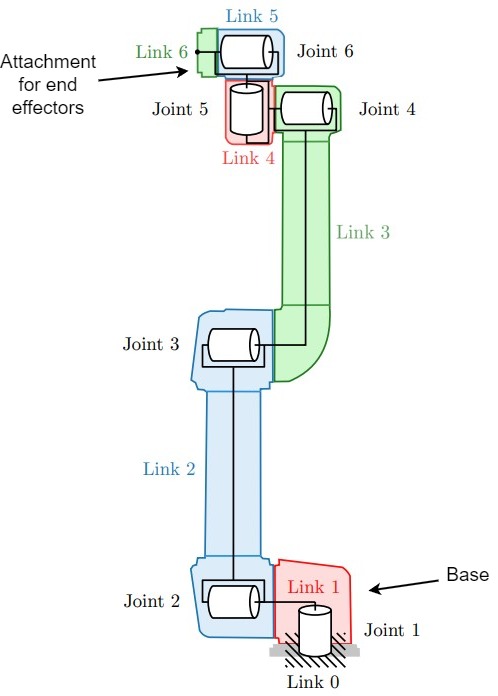 Link 5
Link 6
Joint 6
Attachment
for end
effectors
Joint 5
Joint 4
Link 4
Link 3
Joint 3
Link 2
Base
Link 1
Joint 2
Joint 1
Link 0